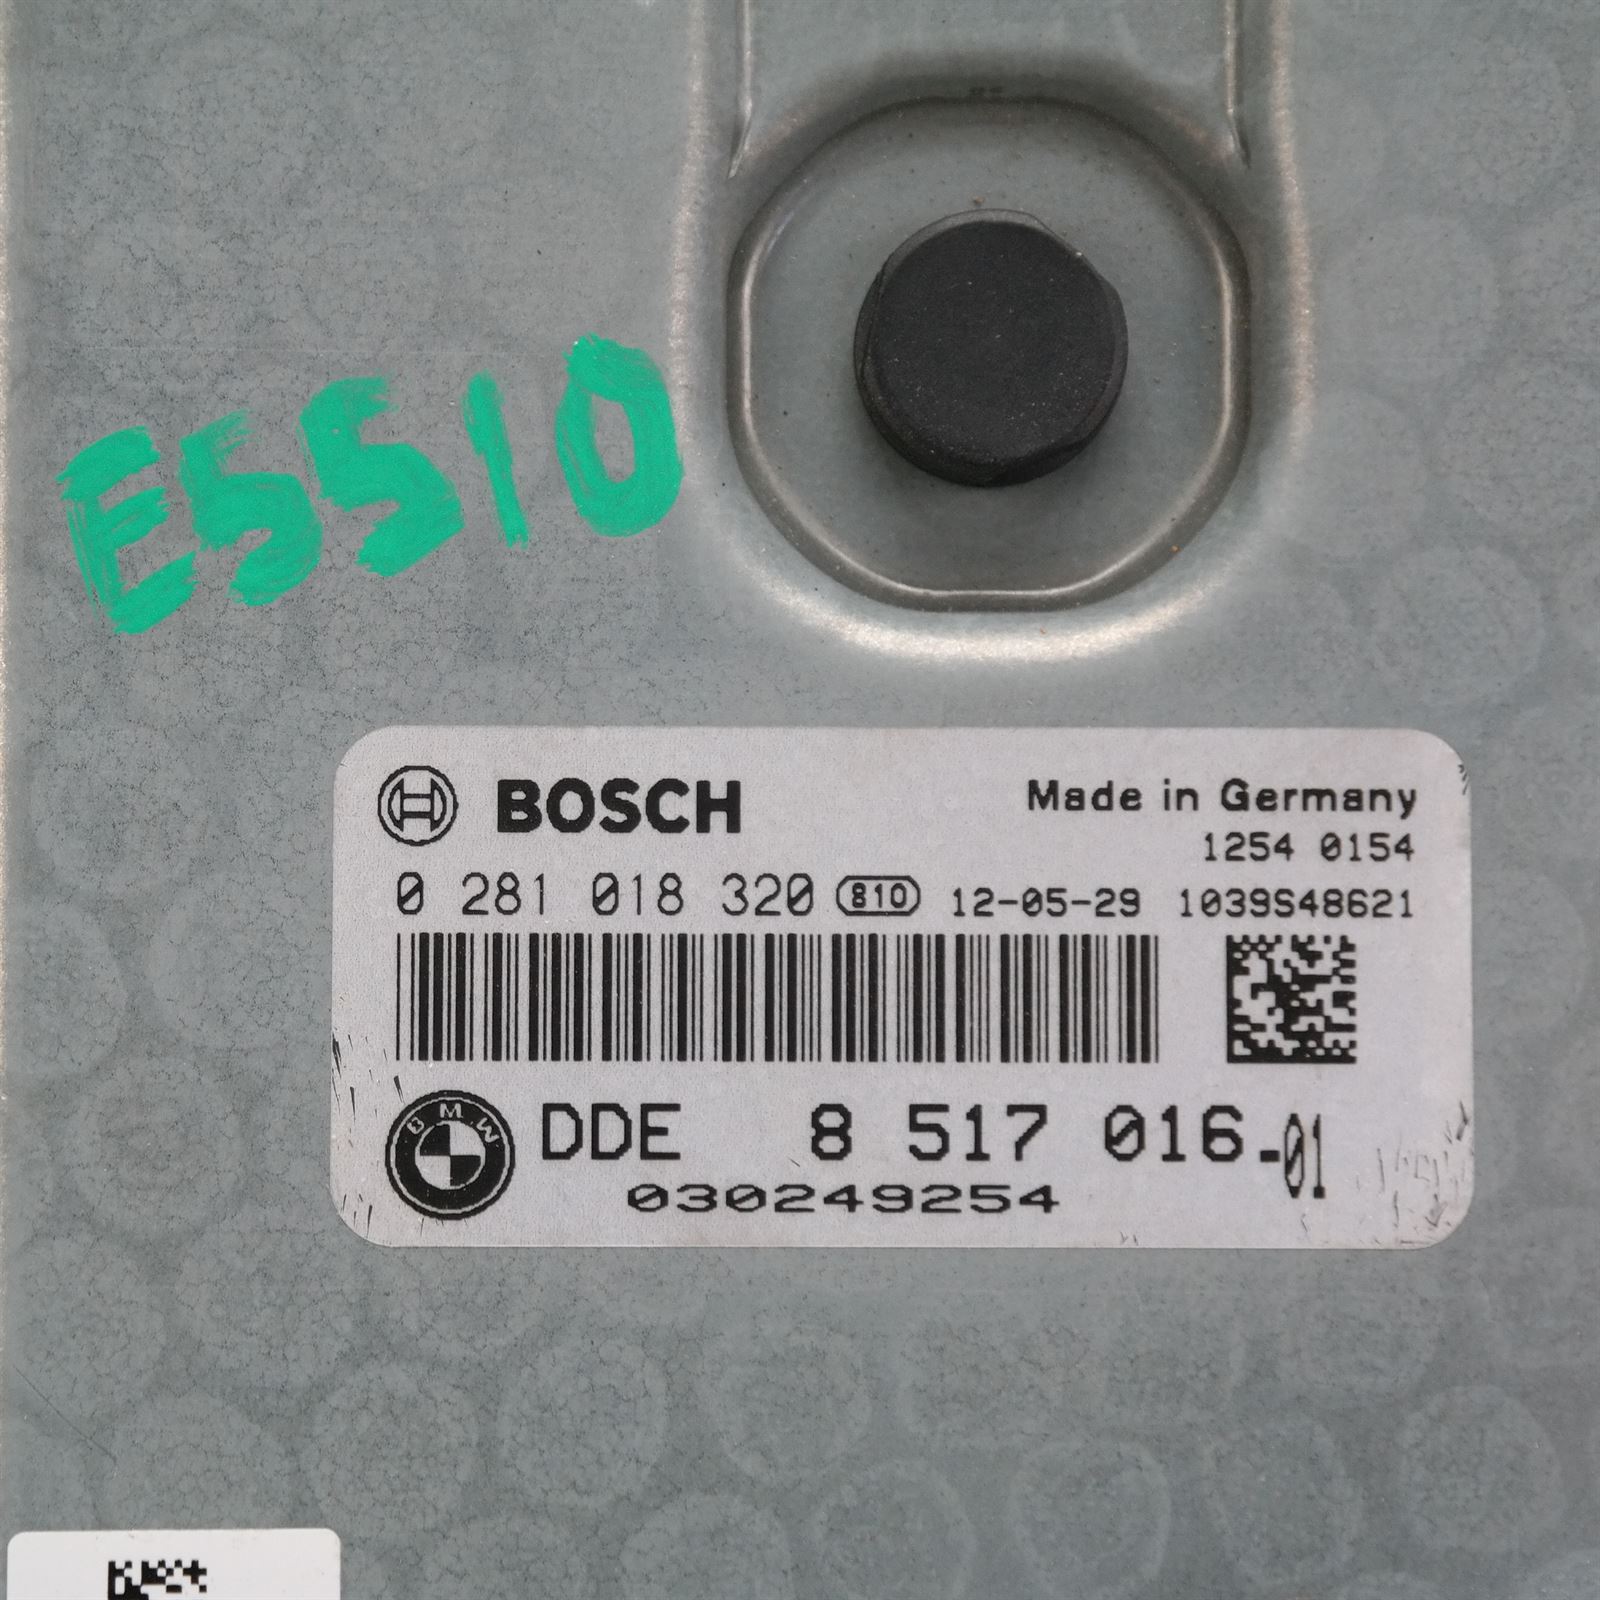 E5510
BOSCH
Made in Germany
1254 0154
0 281 018 320 810 12-05-29 1039S48621
BMW DDE 8 517 016-01
030249254